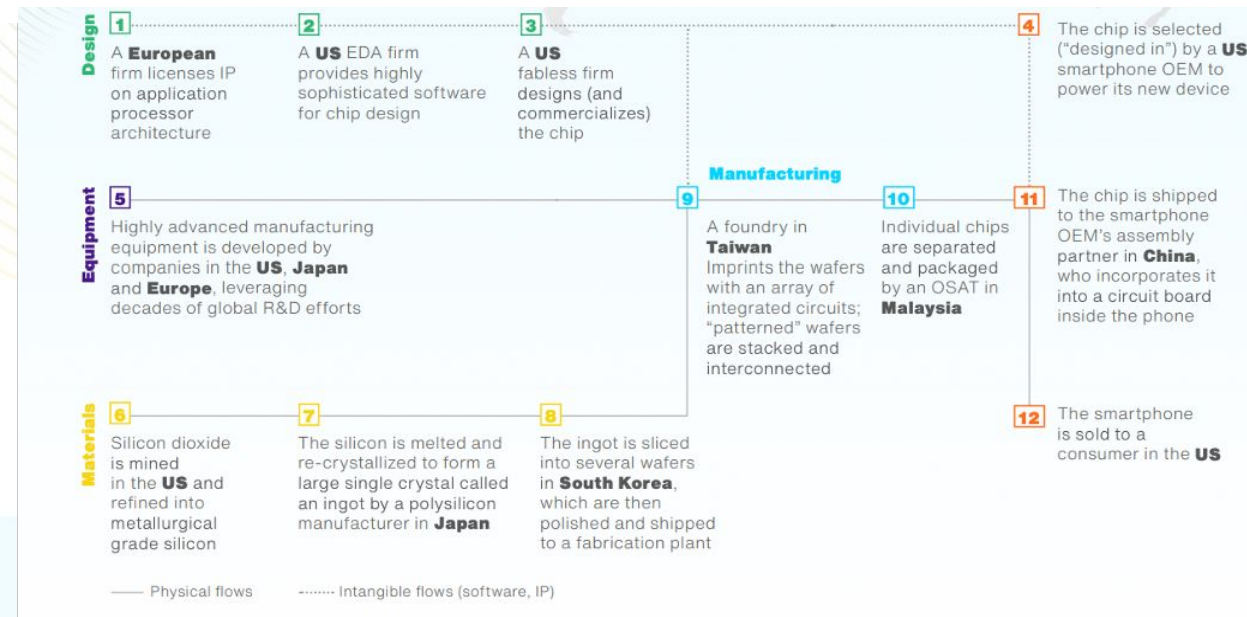 Design
1
A European
firm licenses IP
on application
processor
architecture
2
A US EDA firm
provides highly
sophisticated software
for chip design
3
A US
fabless firm
designs (and
commercializes)
the chip
4
The chip is selected
("designed in") by a US
smartphone OEM to
power its new device
Equipment
5
Highly advanced manufacturing
equipment is developed by
companies in the US, Japan
and Europe, leveraging
decades of global R&D efforts
Manufacturing
9
A foundry in
Taiwan
Imprints the wafers
with an array of
integrated circuits;
"patterned" wafers
are stacked and
interconnected
10
Individual chips
are separated
and packaged
by an OSAT in
Malaysia
11
The chip is shipped
to the smartphone
OEM's assembly
partner in China,
who incorporates it
into a circuit board
inside the phone
Materials
6
Silicon dioxide
is mined
in the US and
refined into
metallurgical
grade silicon
7
The silicon is melted and
re-crystallized to form a
large single crystal called
an ingot by a polysilicon
manufacturer in Japan
8
The ingot is sliced
into several wafers
in South Korea,
which are then
polished and shipped
to a fabrication plant
12
The smartphone
is sold to a
consumer in the US
Physical flows
Intangible flows (software, IP)